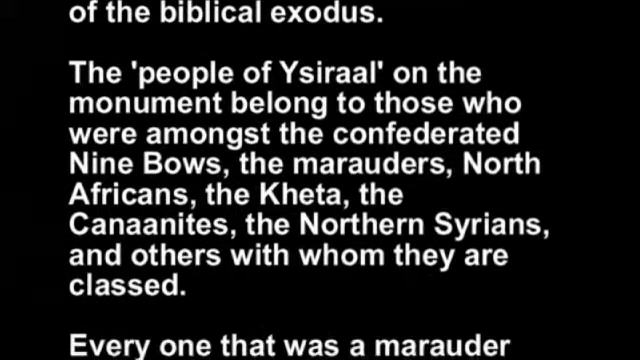 of the biblical exodus.
The 'people of Ysiraal' on the
monument belong to those who
were amongst the confederated
Nine Bows, the marauders, North
Africans, the Kheta, the
Canaanites, the Northern Syrians,
and others with whom they are
classed.
Every one that was a marauder